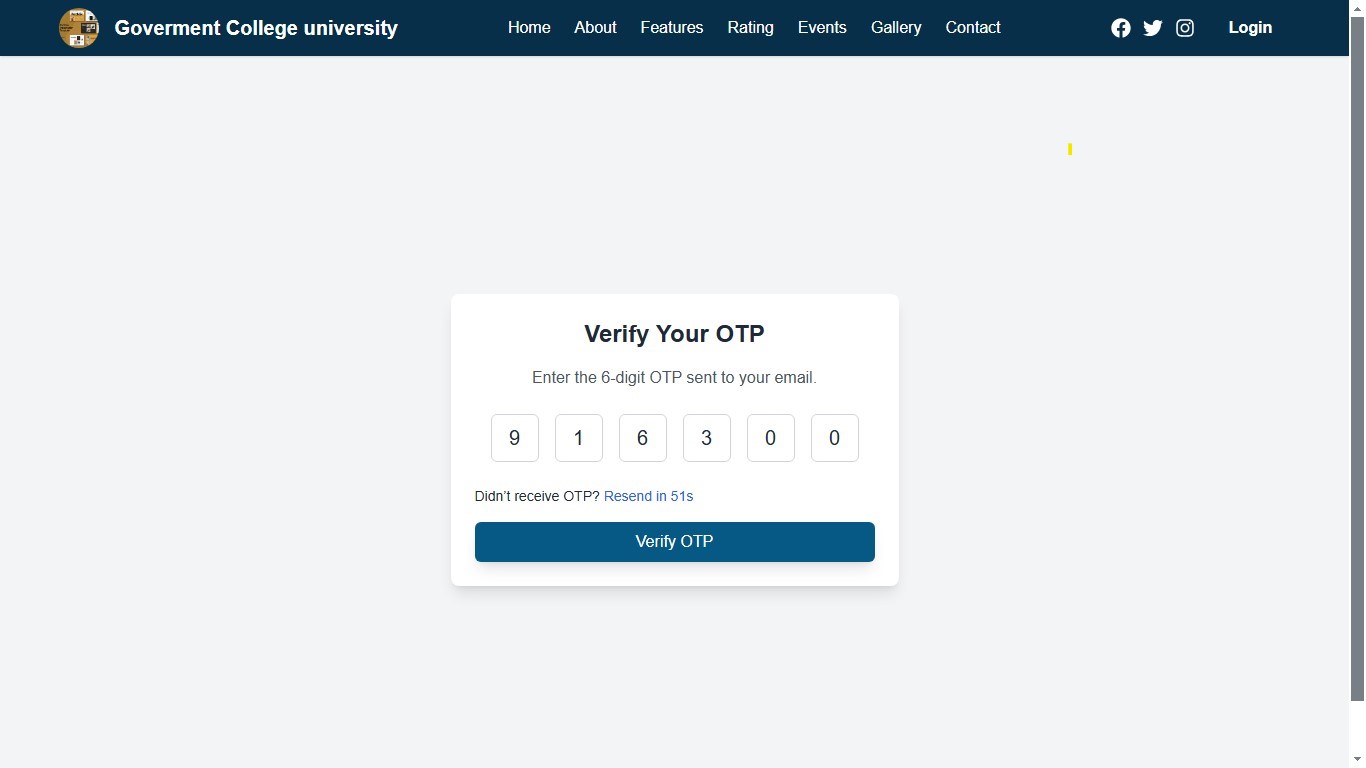 Goverment College university
Home About Features Rating Events Gallery Contact
Login
Verify Your OTP
Enter the 6-digit OTP sent to your email.
9 1 6 3 0 0
Didn’t receive OTP? Resend in 51s
Verify OTP